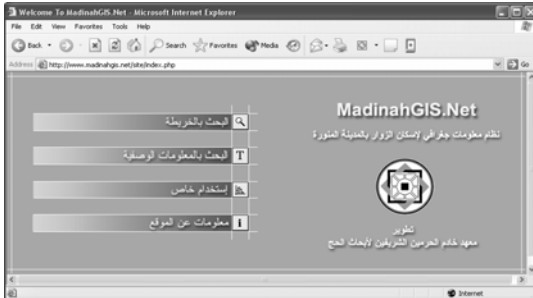 Welcome To MadinahGIS.Net - Microsoft Internet Explorer
File Edit View Favorites Tools Help
Back Search Favorites Media
Address http://www.madinahgis.net/site/index.php Go
MadinahGIS.Net
نظام معلومات جغرافي لإسكان الزوار بالمدينة المنورة
البحث بالخريطة
البحث بالمعلومات الوصفية
إستخدام خاص
معلومات عن الموقع
تطوير
معهد خادم الحرمين الشريفين لأبحاث الحج
Internet